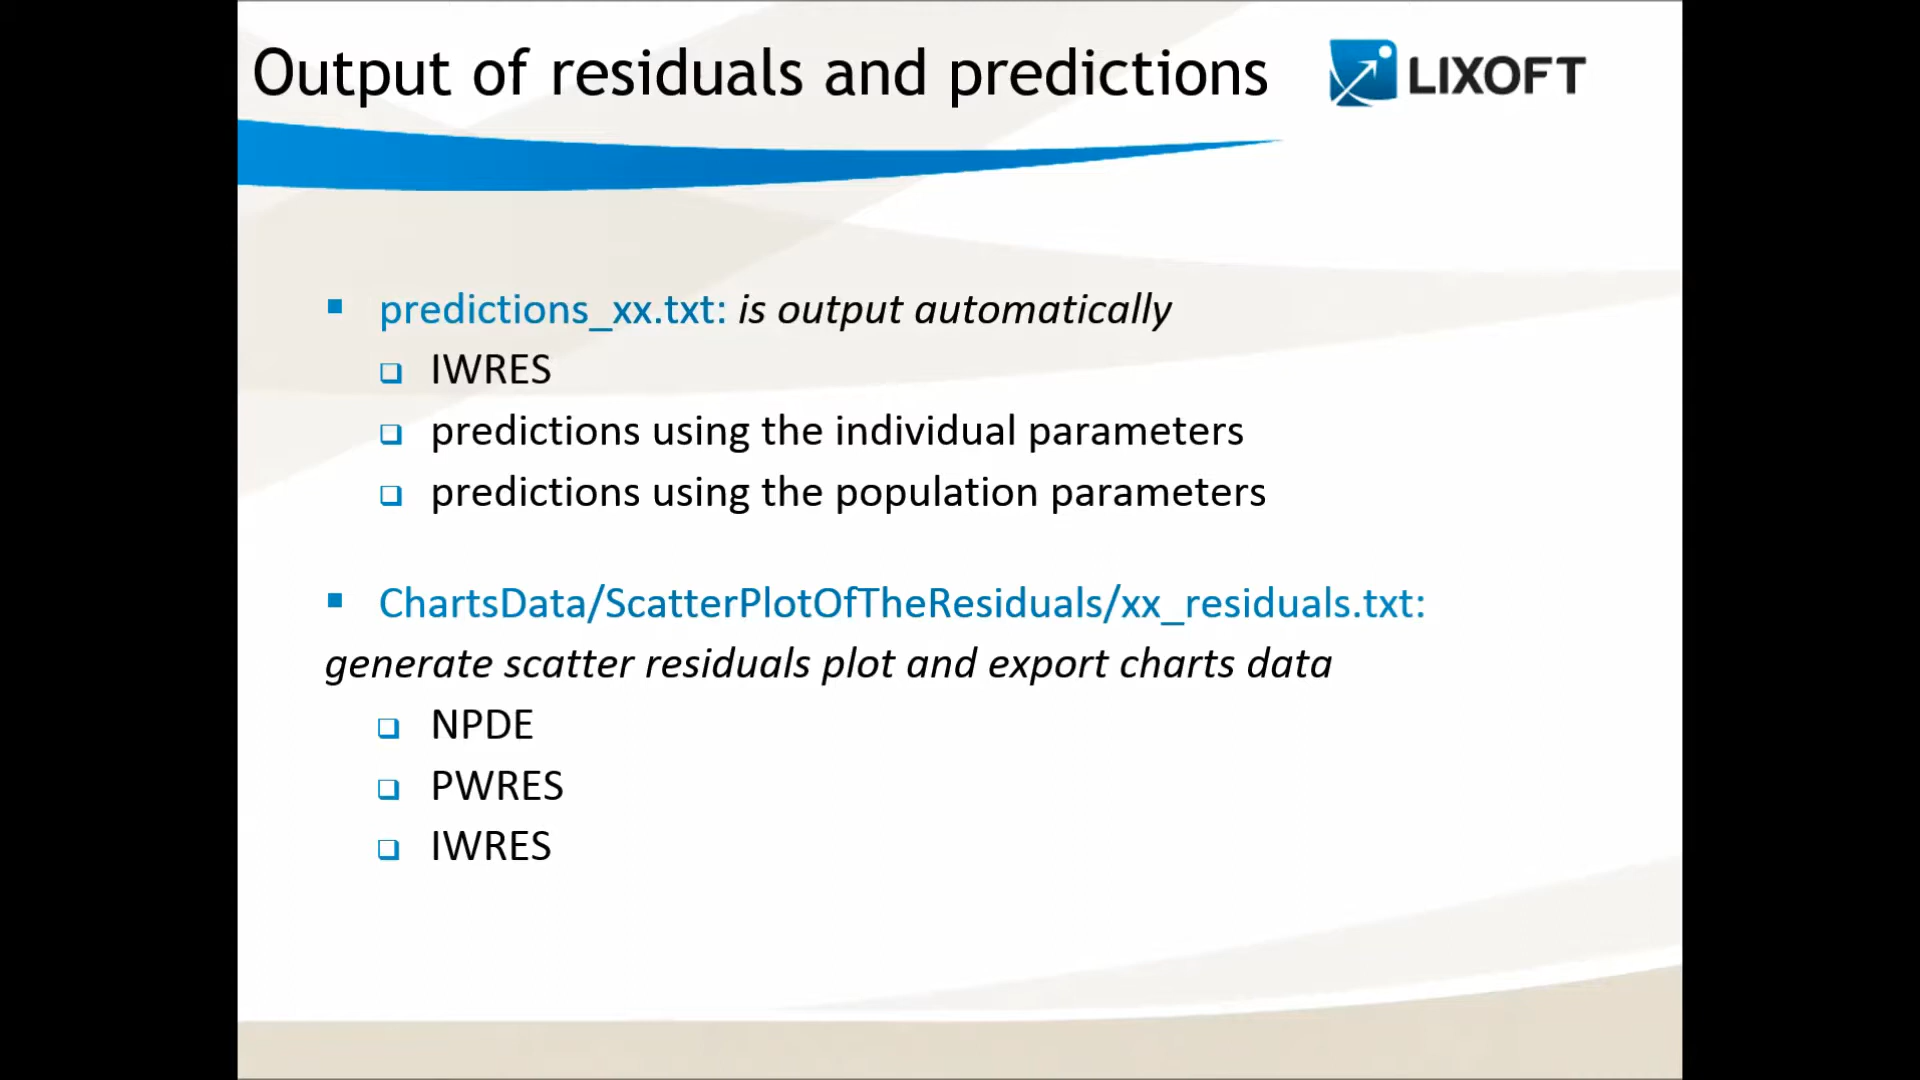 Output of residuals and predictions
LIXOFT
predictions_xx.txt: is output automatically
IWRES
predictions using the individual parameters
predictions using the population parameters
ChartsData/ScatterPlotOfTheResiduals/xx_residuals.txt:
generate scatter residuals plot and export charts data
NPDE
PWRES
IWRES